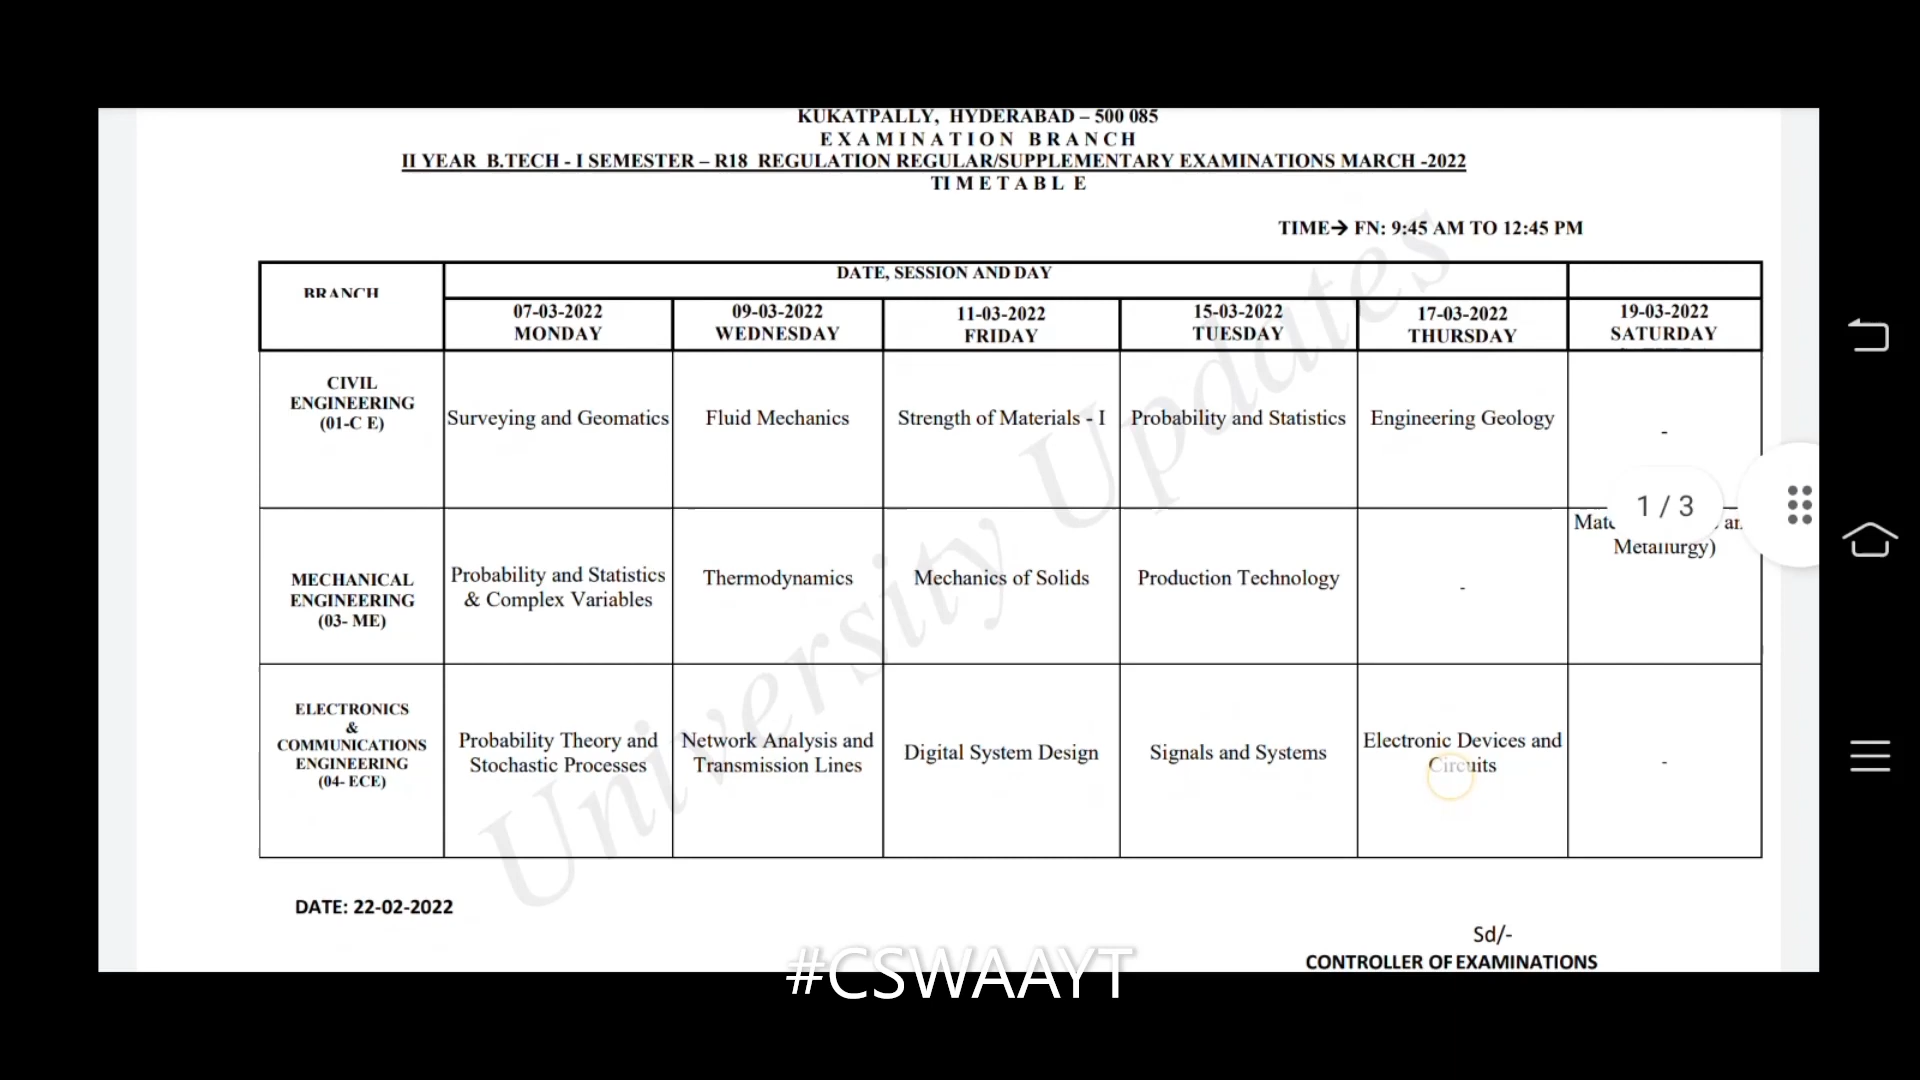 KUKATPALLY, HYDERABAD – 500 085
EXAMINATION BRANCH
II YEAR B.TECH - I SEMESTER – R18 REGULATION REGULAR/SUPPLEMENTARY EXAMINATIONS MARCH -2022
TIMETABLE
TIME→ FN: 9:45 AM TO 12:45 PM
BRANCH
DATE, SESSION AND DAY
07-03-2022
MONDAY
09-03-2022
WEDNESDAY
11-03-2022
FRIDAY
15-03-2022
TUESDAY
17-03-2022
THURSDAY
19-03-2022
SATURDAY
CIVIL
ENGINEERING
(01-C E)
Surveying and Geomatics
Fluid Mechanics
Strength of Materials - I
Probability and Statistics
Engineering Geology
-
MECHANICAL
ENGINEERING
(03- ME)
Probability and Statistics
& Complex Variables
Thermodynamics
Mechanics of Solids
Production Technology
-
Metallurgy)
1 / 3
ELECTRONICS
&
COMMUNICATIONS
ENGINEERING
(04- ECE)
Probability Theory and
Stochastic Processes
Network Analysis and
Transmission Lines
Digital System Design
Signals and Systems
Electronic Devices and
Circuits
-
University Updates
DATE: 22-02-2022
Sd/-
CONTROLLER OF EXAMINATIONS
#CSWAAYT